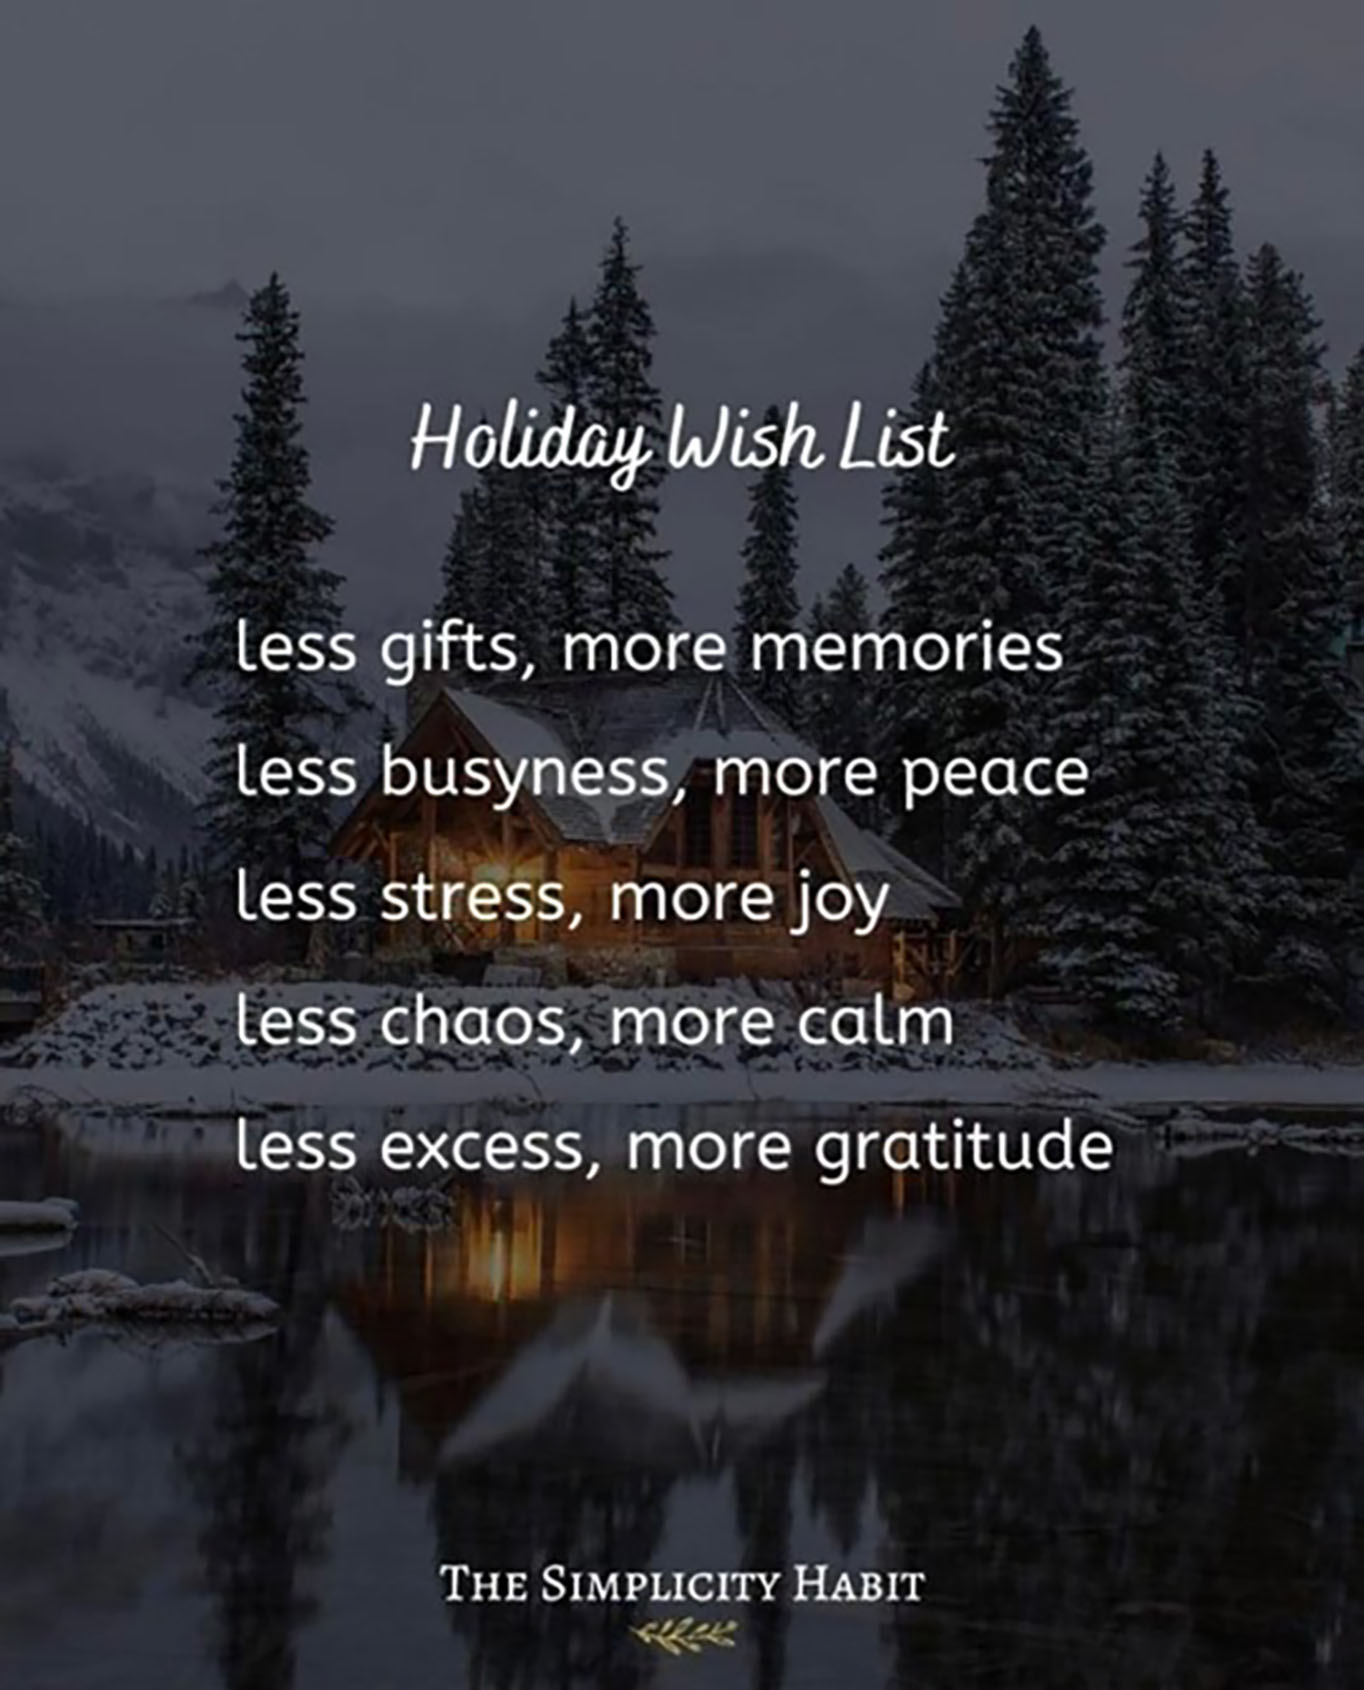 Holiday Wish List
less gifts, more memories
less busyness, more peace
less stress, more joy
less chaos, more calm
less excess, more gratitude
The Simplicity Habit